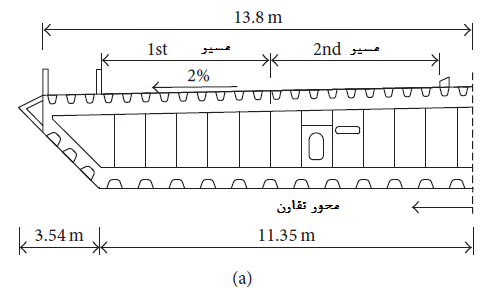 13.8 m
1st مسیر 2nd مسیر
2%
محور تقارن
3.54 m 11.35 m
(a)